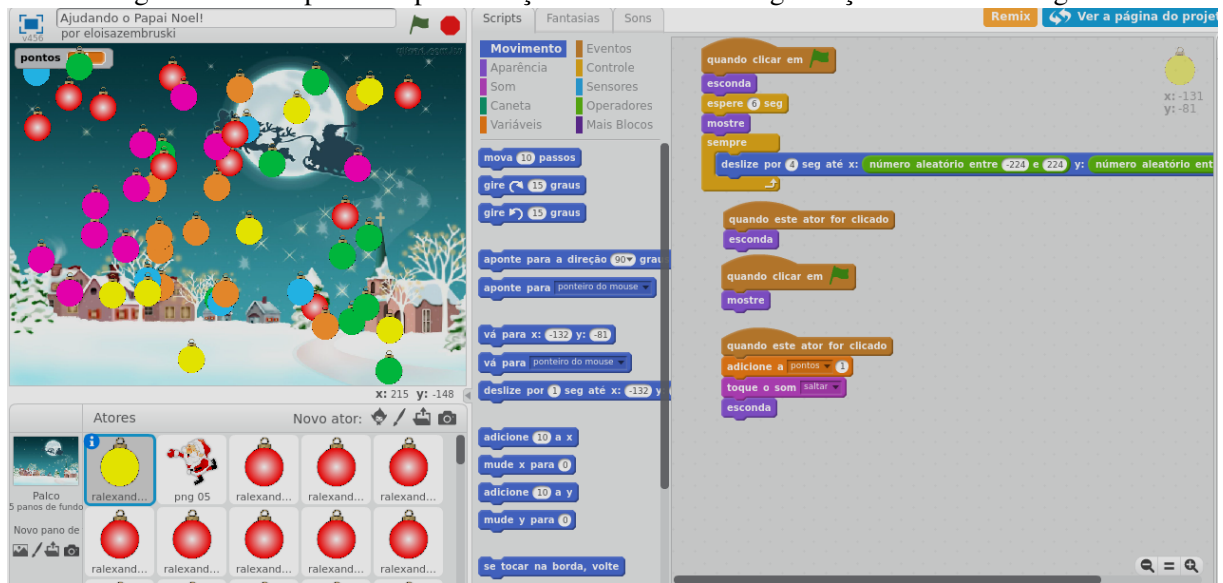 Ajudando o Papai Noel!
por eloisazembruski
v456
pontos
x: 215 y: -148
Scripts
Fantasias
Sons
Remix
Ver a página do projet
Movimento
Eventos
Aparência
Controle
Som
Sensores
Caneta
Operadores
Variáveis
Mais Blocos
mova 10 passos
gire 15 graus
gire 15 graus
aponte para a direção 90 grau
aponte para ponteiro do mouse
vá para x: -132 y: -81
vá para ponteiro do mouse
deslize por 1 seg até x: -132 y
adicione 10 a x
mude x para 0
adicione 10 a y
mude y para 0
se tocar na borda, volte
quando clicar em
esconda
espere 6 seg
mostre
sempre
deslize por 4 seg até x: número aleatório entre -224 e 224 y: número aleatório ent
quando este ator for clicado
esconda
quando clicar em
mostre
quando este ator for clicado
adicione a pontos 1
toque o som saltar
esconda
x: -131
y: -81
Atores
Novo ator:
Palco
5 panos de fundo
Novo pano de
ralexand...
png 05
ralexand...
ralexand...
ralexand...
ralexand...
ralexand...
ralexand...
ralexand...
ralexand...